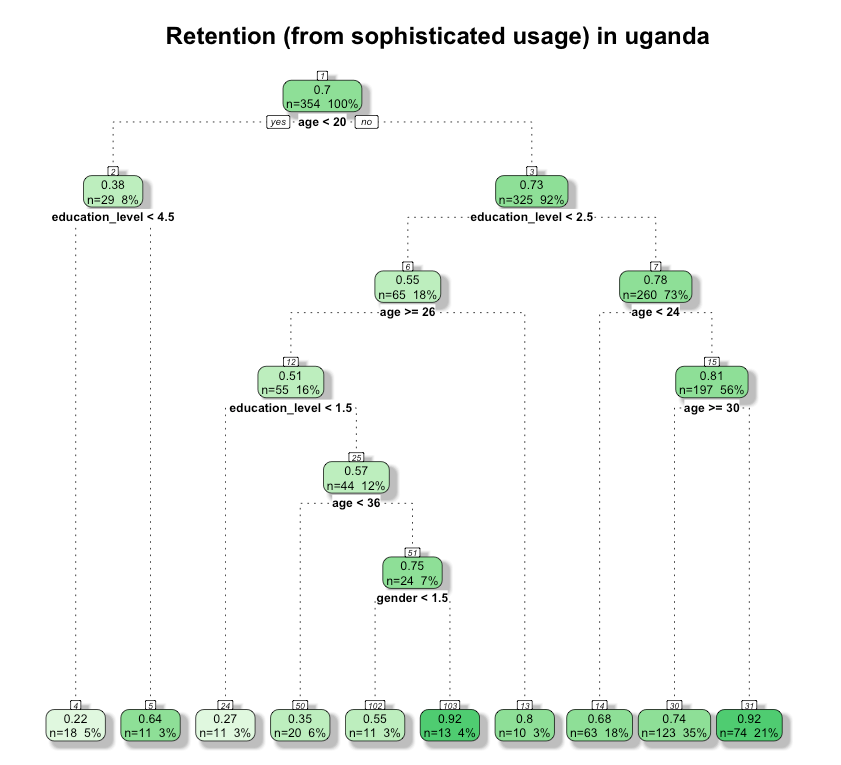 Retention (from sophisticated usage) in uganda
1
0.7
n=354 100%
yes age < 20 no
2
0.38
n=29 8%
education_level < 4.5
3
0.73
n=325 92%
education_level < 2.5
6
0.55
n=65 18%
age >= 26
7
0.78
n=260 73%
age < 24
12
0.51
n=55 16%
education_level < 1.5
15
0.81
n=197 56%
age >= 30
25
0.57
n=44 12%
age < 36
51
0.75
n=24 7%
gender < 1.5
4
0.22
n=18 5%
5
0.64
n=11 3%
24
0.27
n=11 3%
50
0.35
n=20 6%
102
0.55
n=11 3%
103
0.92
n=13 4%
13
0.8
n=10 3%
14
0.68
n=63 18%
30
0.74
n=123 35%
31
0.92
n=74 21%